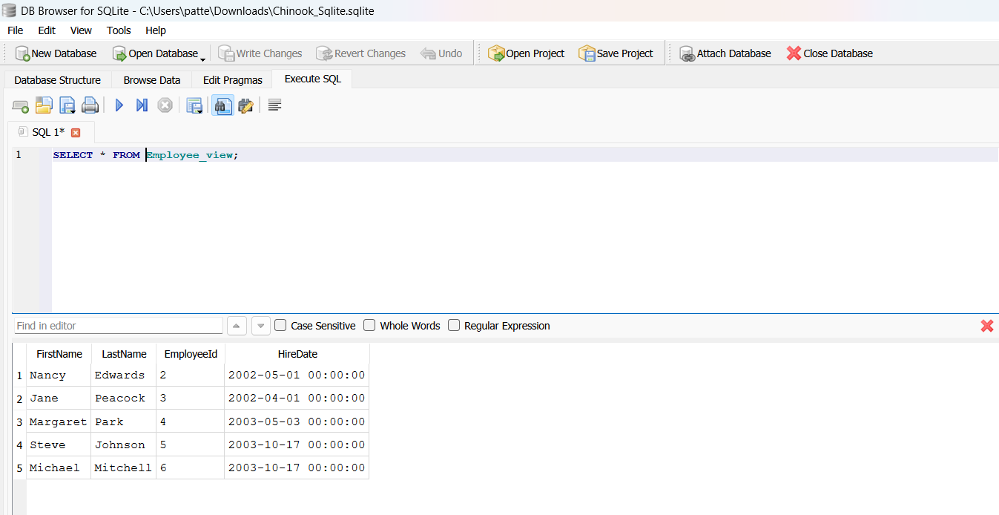 DB Browser for SQLite - C:\Users\patte\Downloads\Chinook_Sqlite.sqlite
File Edit View Tools Help
New Database Open Database Write Changes Revert Changes Undo Open Project Save Project Attach Database Close Database
Database Structure Browse Data Edit Pragmas Execute SQL
SQL 1*
1 SELECT * FROM Employee_view;
Find in editor Case Sensitive Whole Words Regular Expression
FirstName LastName EmployeeId HireDate
1 Nancy Edwards 2 2002-05-01 00:00:00
2 Jane Peacock 3 2002-04-01 00:00:00
3 Margaret Park 4 2003-05-03 00:00:00
4 Steve Johnson 5 2003-10-17 00:00:00
5 Michael Mitchell 6 2003-10-17 00:00:00